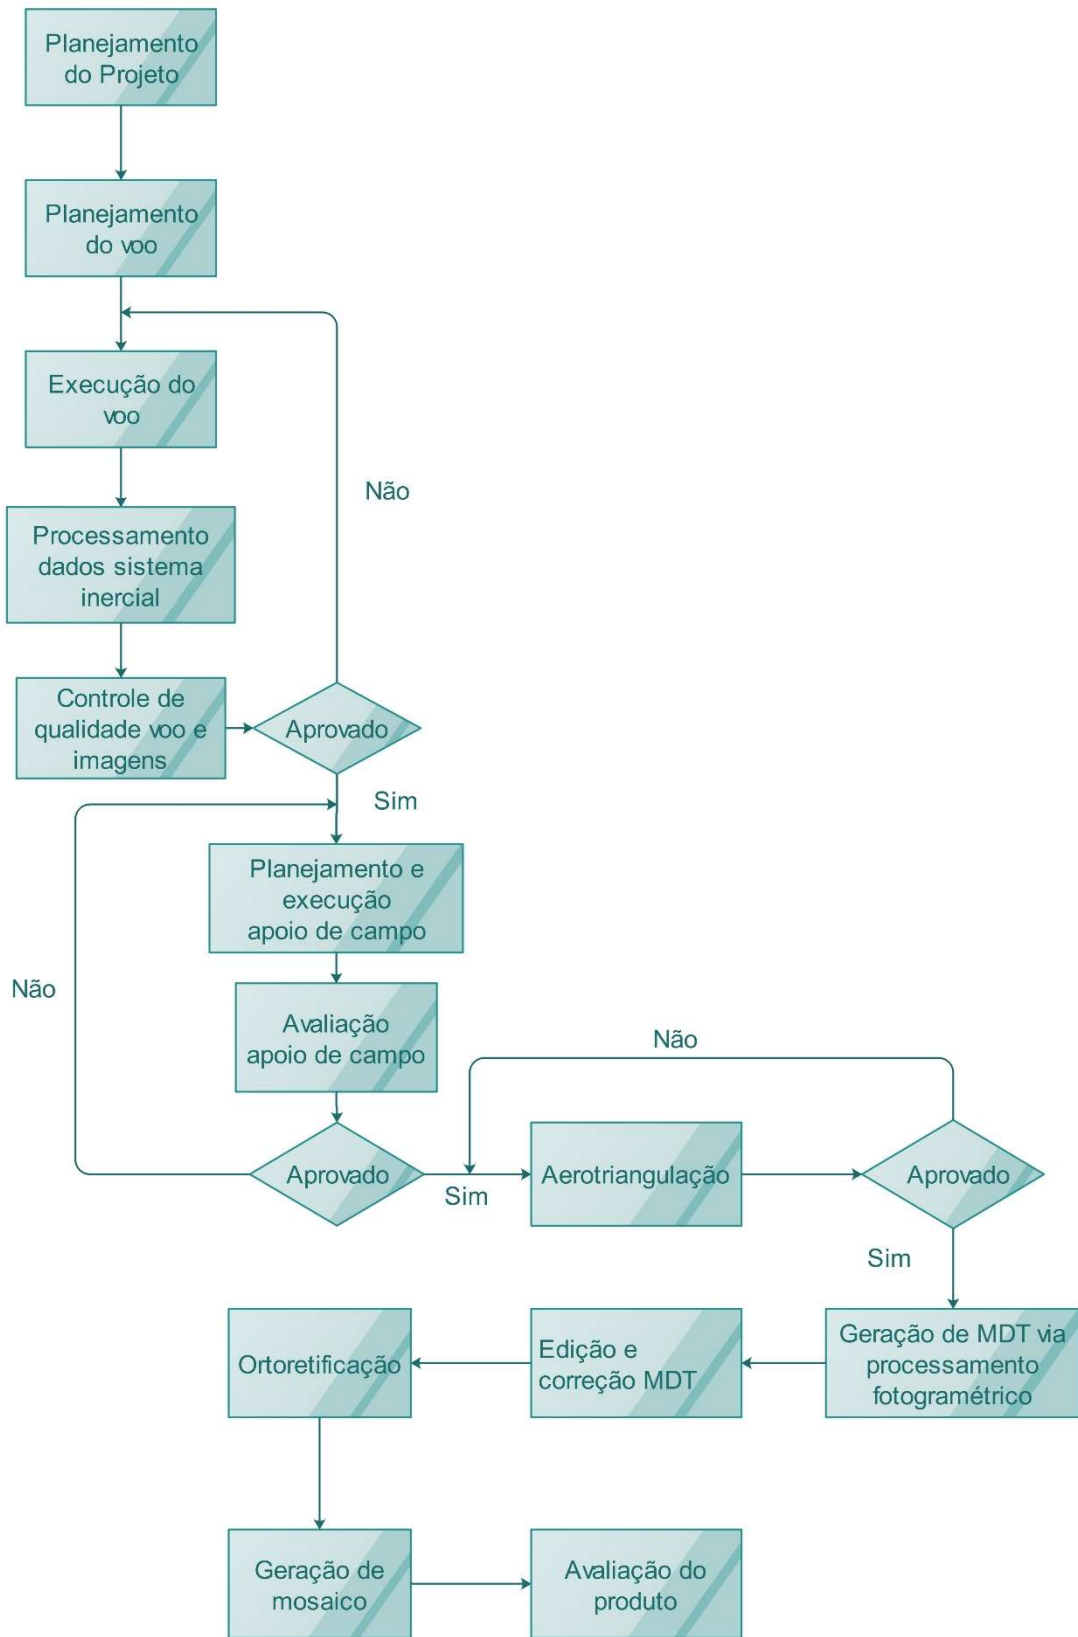 Planejamento
do Projeto
Planejamento
do voo
Execução do
voo
Não
Processamento
dados sistema
inercial
Controle de
qualidade voo e
imagens
Aprovado
Sim
Planejamento e
execução
apoio de campo
Não
Avaliação
apoio de campo
Não
Aprovado
Sim
Aerotriangulação
Aprovado
Sim
Geração de MDT via
processamento
fotogramétrico
Edição e
correção MDT
Ortoretificação
Geração de
mosaico
Avaliação do
produto